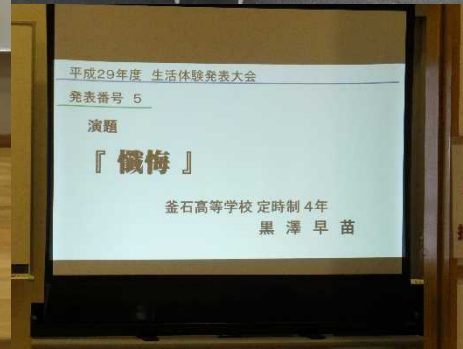 平成29年度 生活体験発表大会
発表番号 5
演題
『 懺悔 』
釜石高等学校 定時制 4年
黒 澤 早 苗